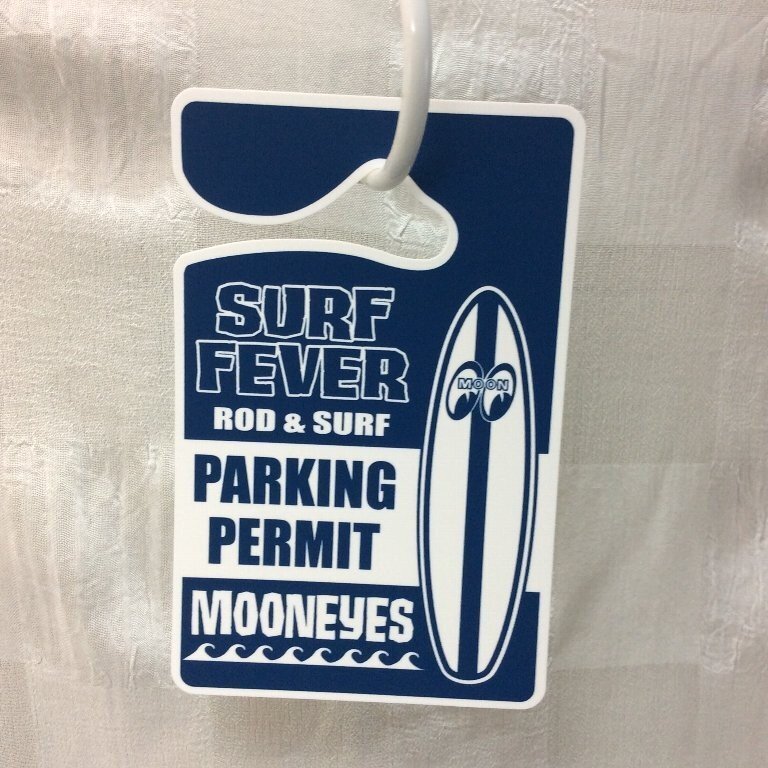 SURF
FEVER
ROD & SURF
MOON
PARKING
PERMIT
MOONEYES